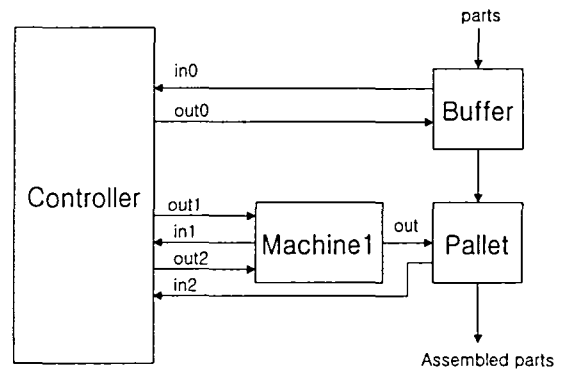 parts
in0
Buffer
out0
Controller
out1
out
in1
Machine1
Pallet
out2
in2
Assembled parts